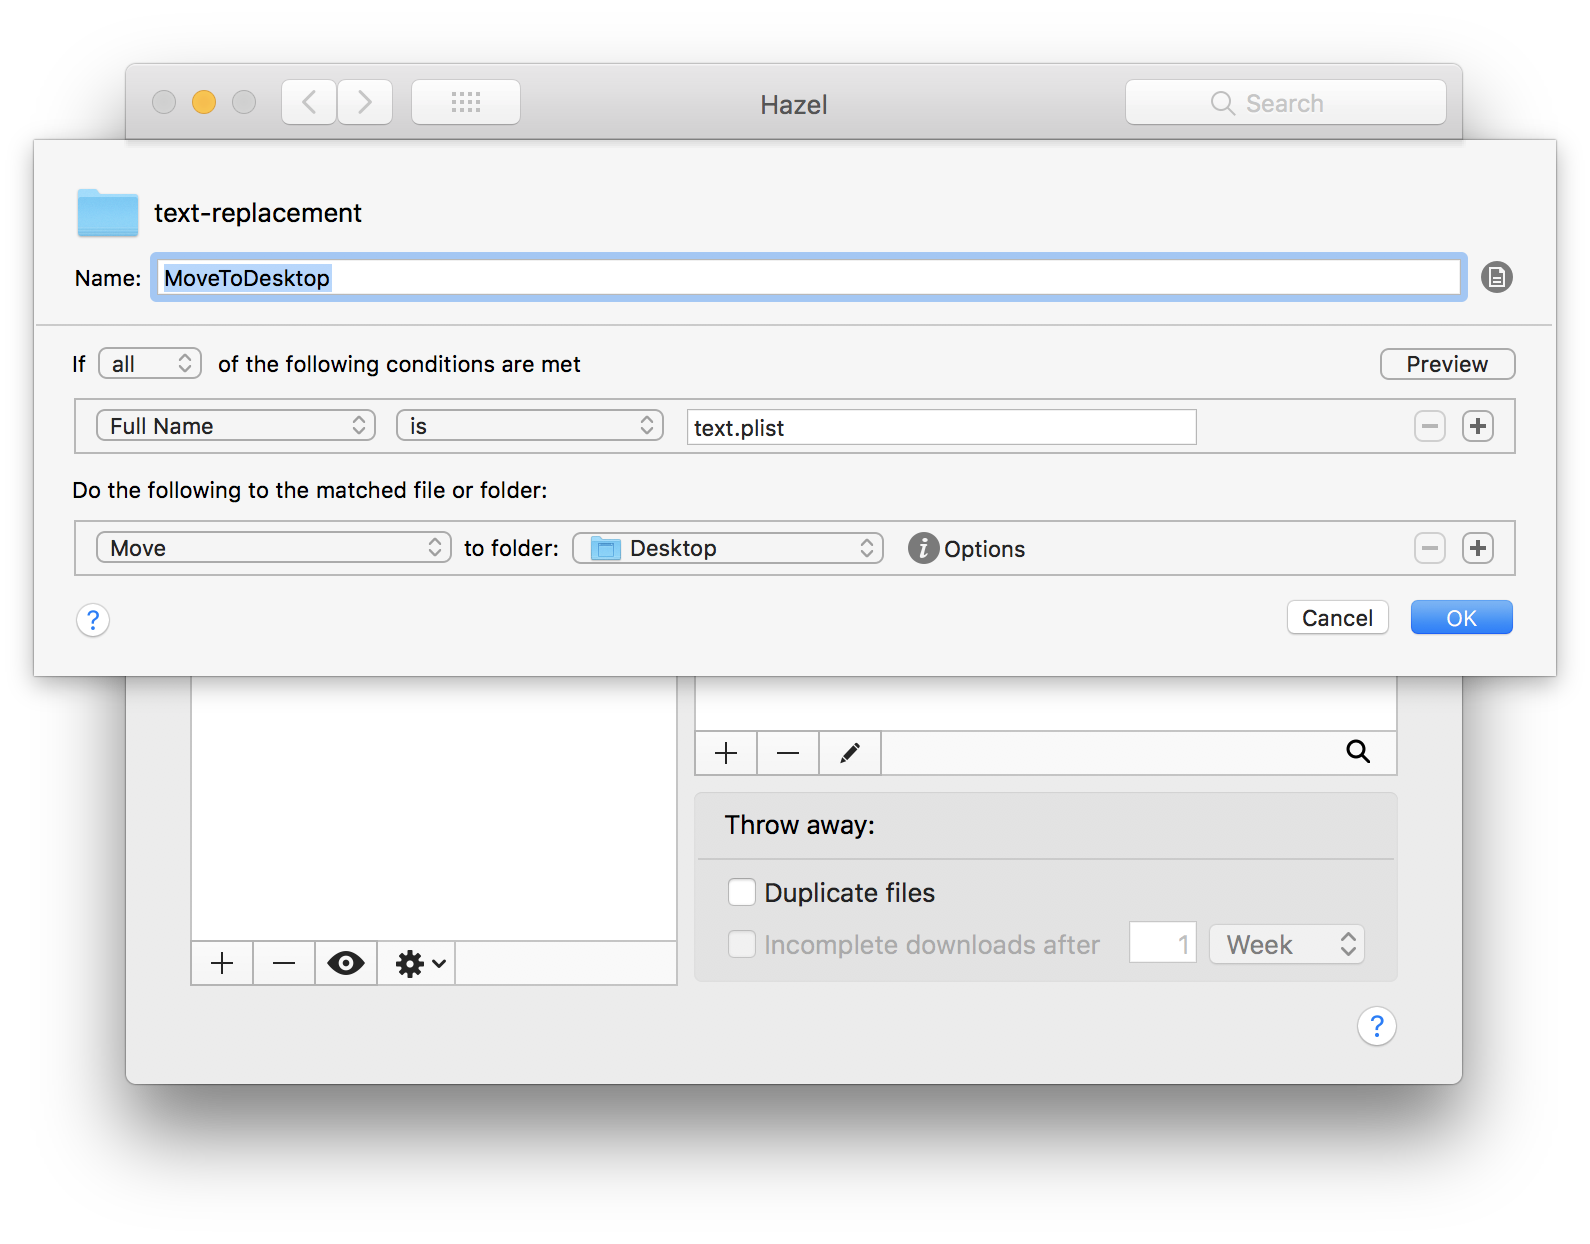 Hazel
Search
text-replacement
Name: MoveToDesktop
If all of the following conditions are met Preview
Full Name is text.plist
Do the following to the matched file or folder:
Move to folder: Desktop i Options
? Cancel OK
Throw away:
Duplicate files
Incomplete downloads after 1 Week
?